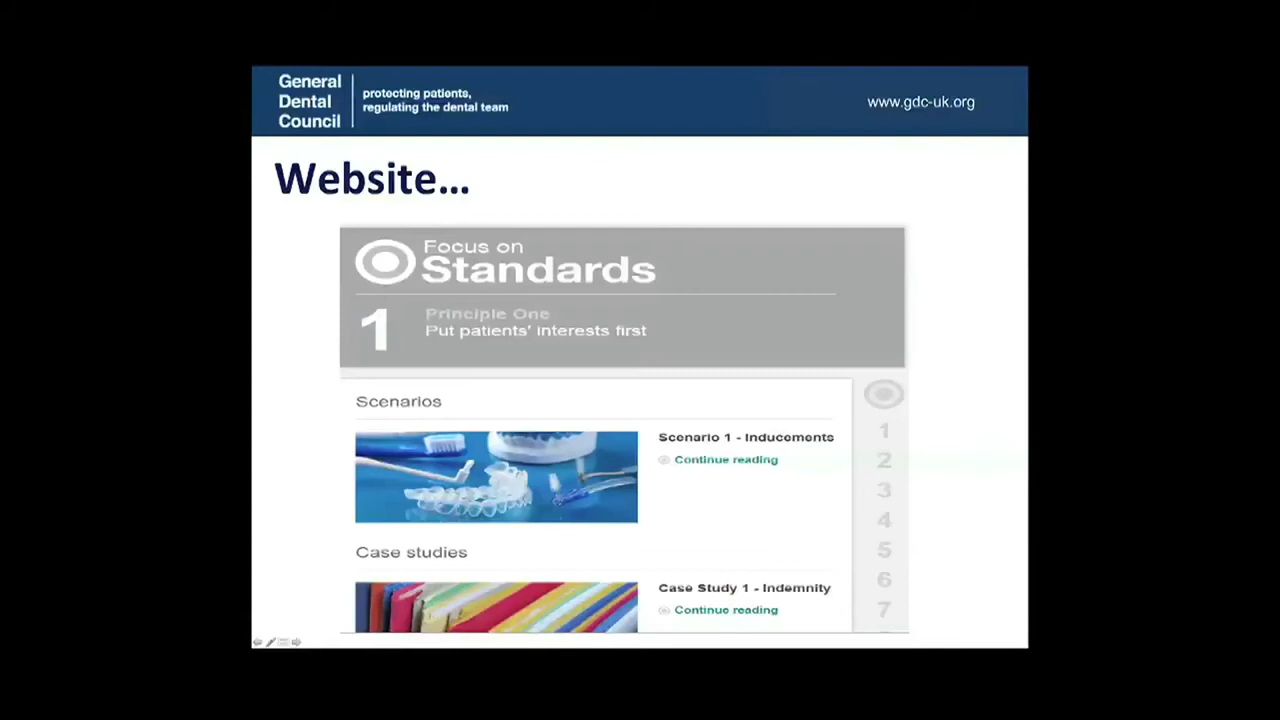 General
Dental
Council
protecting patients,
regulating the dental team
www.gdc-uk.org
Website...
Focus on
Standards
1
Principle One
Put patients' interests first
Scenarios
Scenario 1 - Inducements
Continue reading
Case studies
Case Study 1 - Indemnity
Continue reading
1
2
3
4
5
6
7